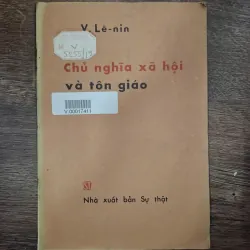 V. Lê-nin
Chủ nghĩa xã hội
và tôn giáo
Nhà xuất bản Sự thật